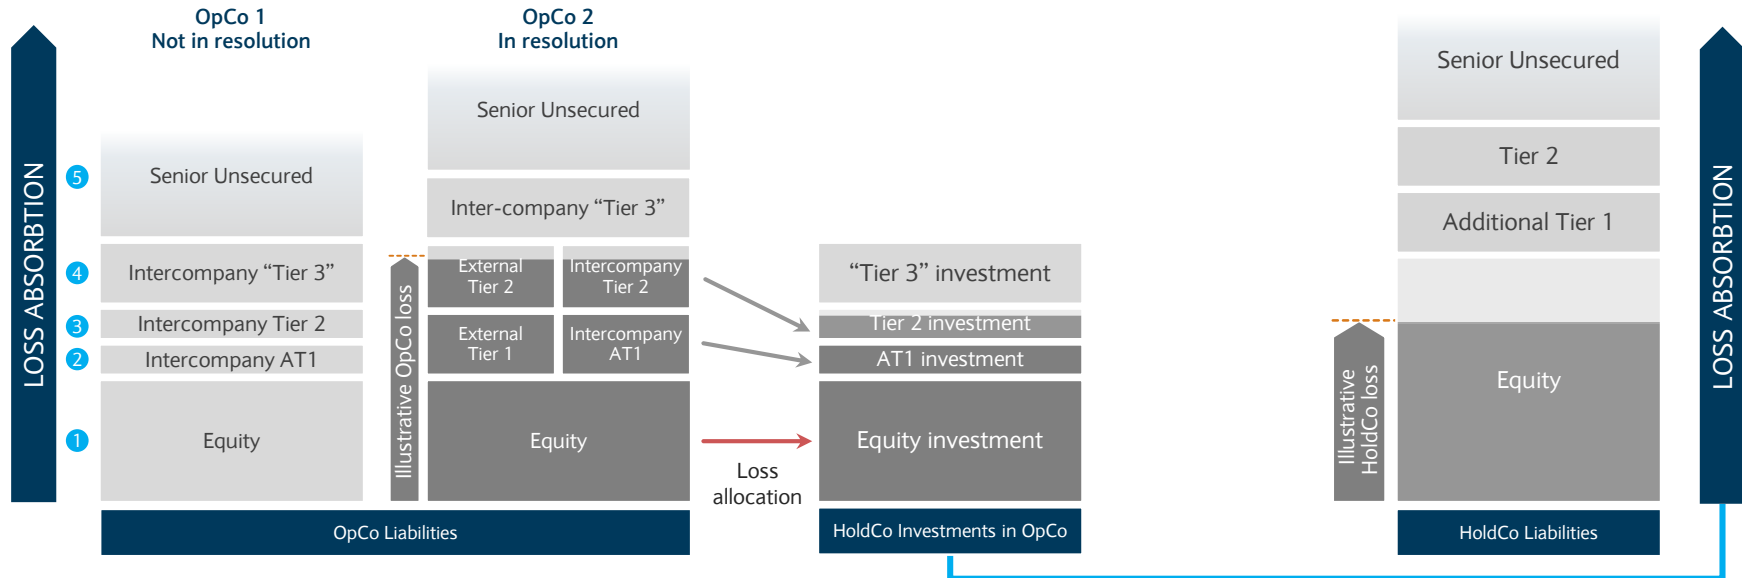 OpCo 1
Not in resolution
OpCo 2
In resolution
LOSS ABSORBTION
5
4
3
2
1
Senior Unsecured
Intercompany “Tier 3”
Intercompany Tier 2
Intercompany AT1
Equity
Illustrative OpCo loss
Senior Unsecured
Inter-company “Tier 3”
External
Tier 2
Intercompany
Tier 2
External
Tier 1
Intercompany
AT1
Equity
OpCo Liabilities
Loss
allocation
“Tier 3” investment
Tier 2 investment
AT1 investment
Equity investment
HoldCo Investments in OpCo
Illustrative
HoldCo loss
Senior Unsecured
Tier 2
Additional Tier 1
Equity
HoldCo Liabilities
LOSS ABSORBTION